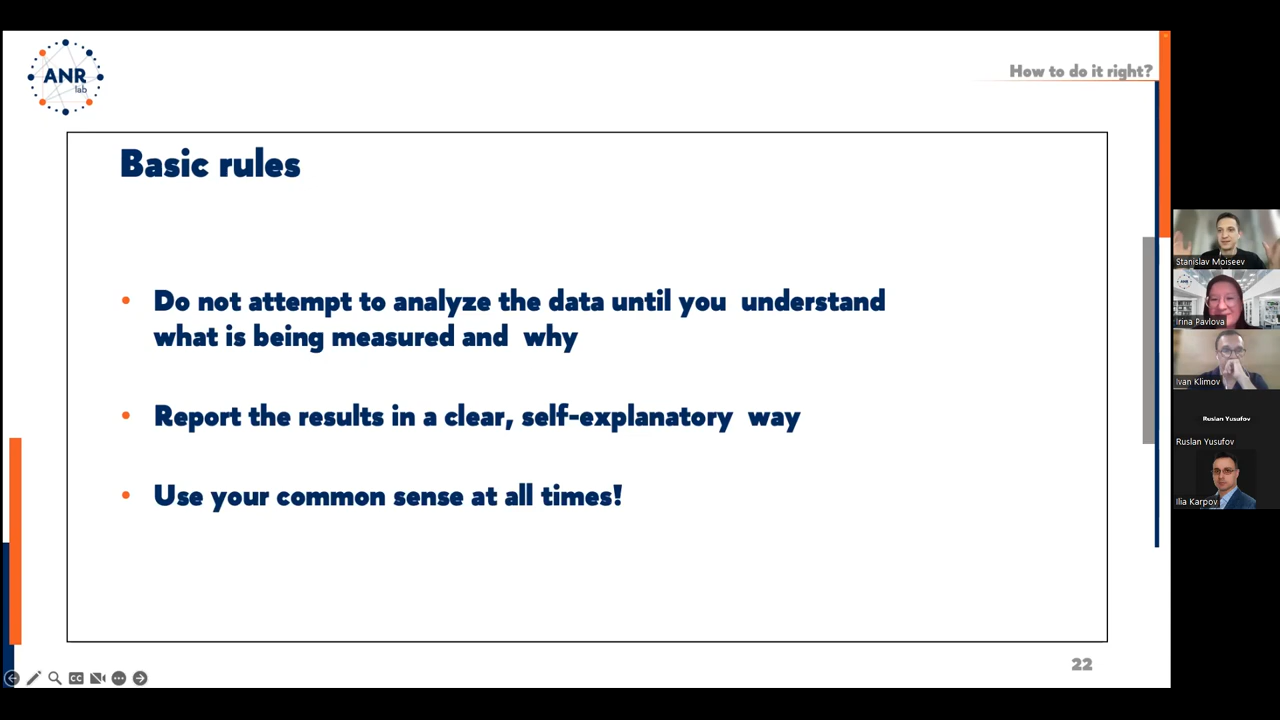 ANR
lab
How to do it right?
Basic rules
• Do not attempt to analyze the data until you understand
what is being measured and why
• Report the results in a clear, self-explanatory way
• Use your common sense at all times!
22
Stanislav Moiseev
Irina Pavlova
Ivan Klimov
Ruslan Yusufov
Ruslan Yusufov
Ilia Karpov
CC